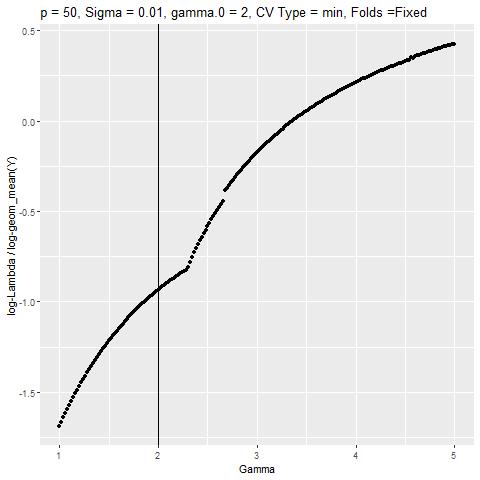 p = 50, Sigma = 0.01, gamma.0 = 2, CV Type = min, Folds =Fixed
log-Lambda / log-geom_mean(Y)
0.5
0.0
-0.5
-1.0
-1.5
1 2 3 4 5
Gamma